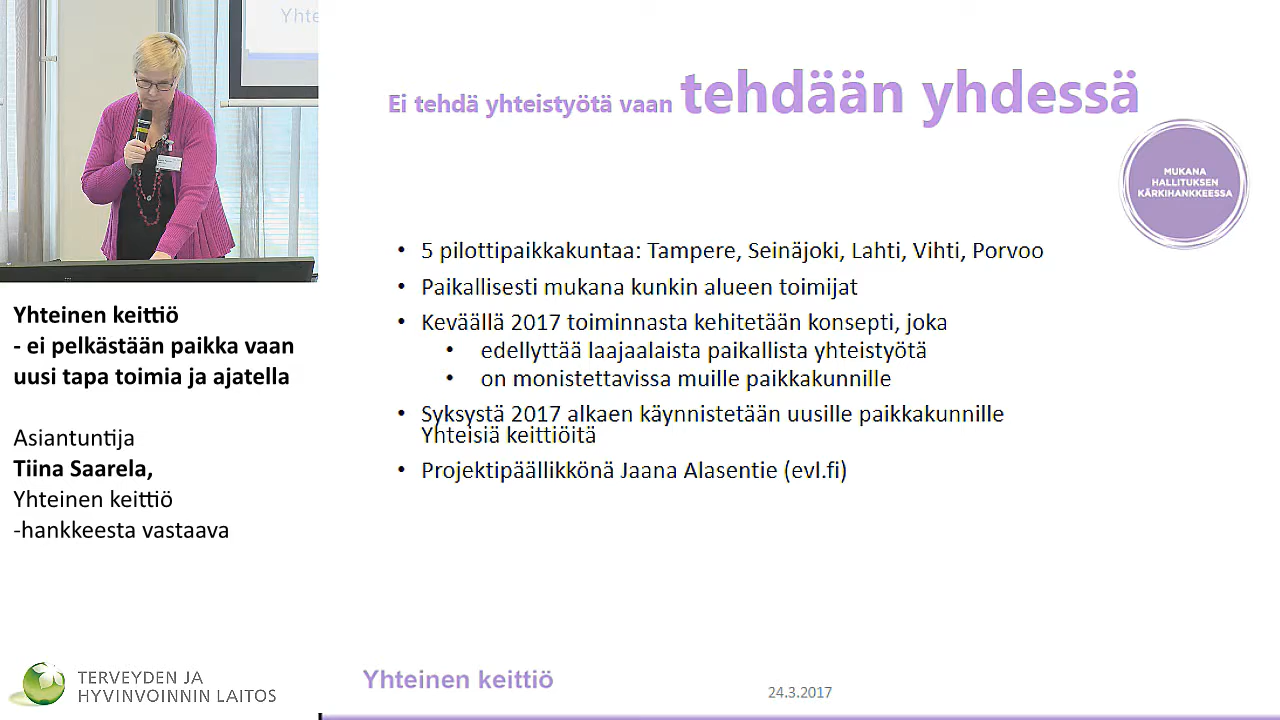 Yhte
Ei tehdä yhteistyötä vaan tehdään yhdessä
MUKANA
HALLITUKSEN
KÄRKIHANKKEESSA
• 5 pilottipaikkakuntaa: Tampere, Seinäjoki, Lahti, Vihti, Porvoo
• Paikallisesti mukana kunkin alueen toimijat
• Keväällä 2017 toiminnasta kehitetään konsepti, joka
• edellyttää laajaalaista paikallista yhteistyötä
• on monistettavissa muille paikkakunnille
• Syksystä 2017 alkaen käynnistetään uusille paikkakunnille
Yhteisiä keittiöitä
• Projektipäällikkönä Jaana Alasentie (evl.fi)
Yhteinen keittiö
- ei pelkästään paikka vaan
uusi tapa toimia ja ajatella
Asiantuntija
Tiina Saarela,
Yhteinen keittiö
-hankkeesta vastaava
TERVEYDEN JA
HYVINVOINNIN LAITOS
Yhteinen keittiö
24.3.2017